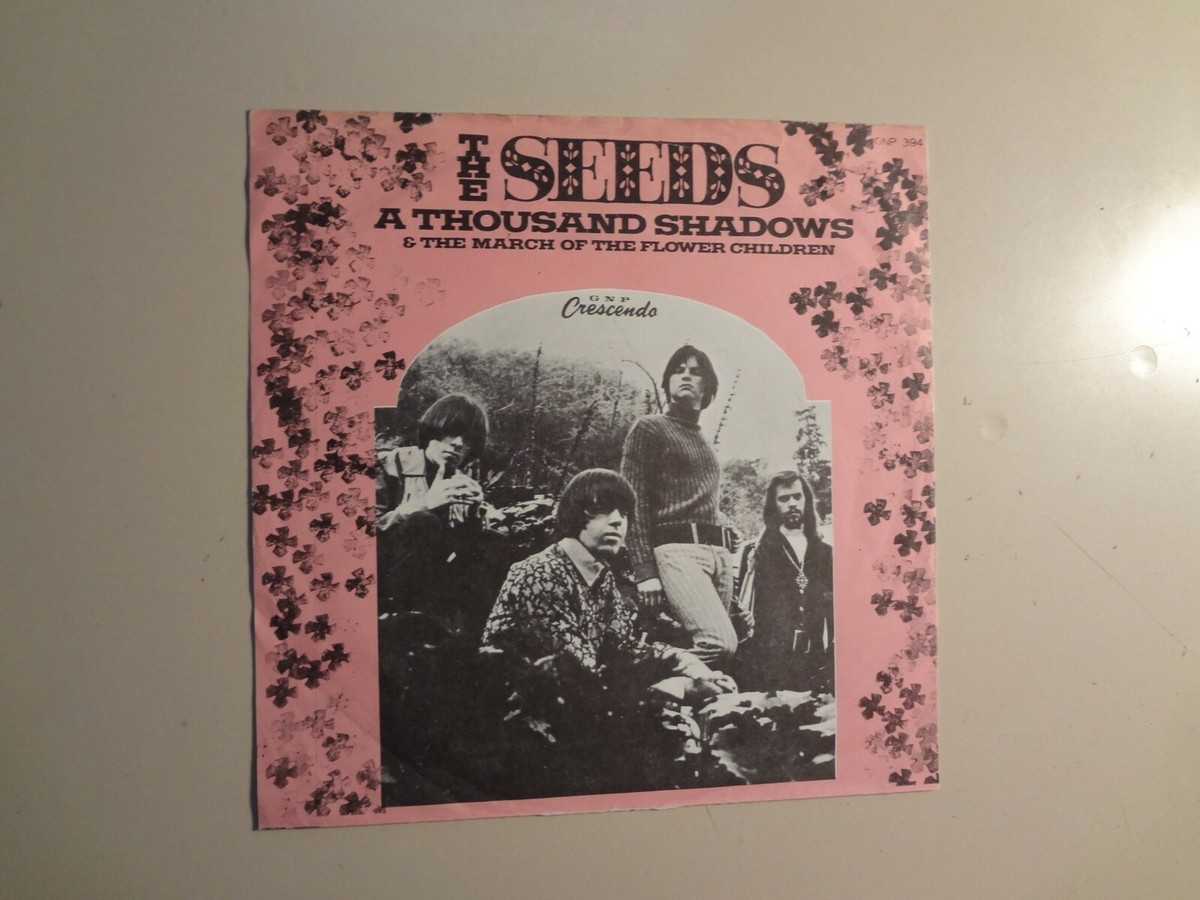 THE SEEDS
GNP 394
A THOUSAND SHADOWS
& THE MARCH OF THE FLOWER CHILDREN
GNP
Crescendo